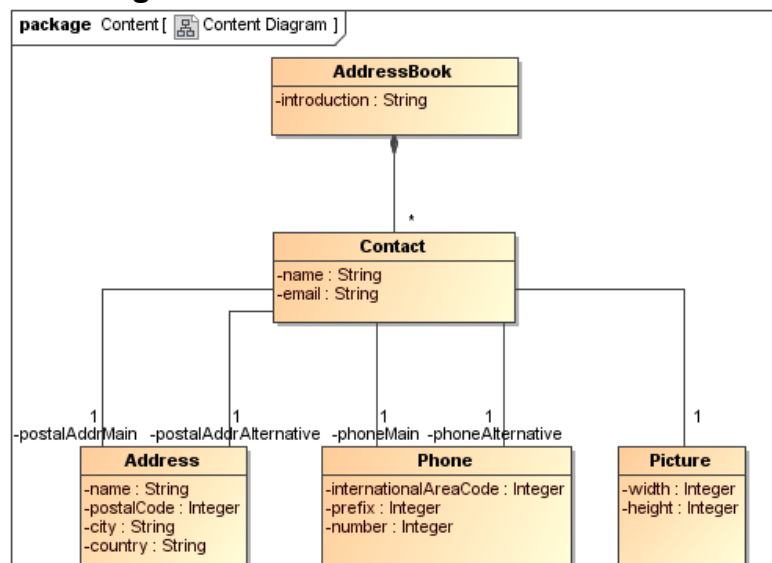 package Content [ Content Diagram ]
AddressBook
-introduction : String
*
Contact
-name : String
-email : String
1 1 1 1 1
-postalAddrMain -postalAddrAlternative -phoneMain -phoneAlternative
Address
-name : String
-postalCode : Integer
-city : String
-country : String
Phone
-internationalAreaCode : Integer
-prefix : Integer
-number : Integer
Picture
-width : Integer
-height : Integer